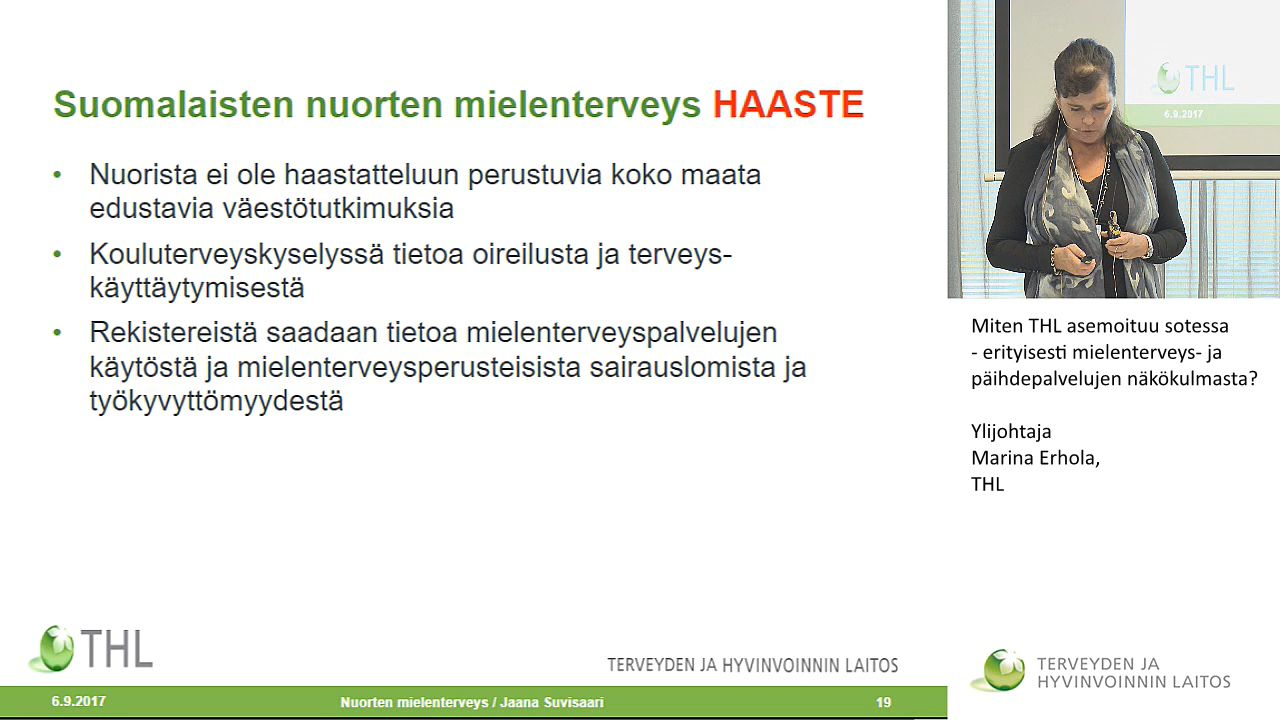 Suomalaisten nuorten mielenterveys HAASTE
• Nuorista ei ole haastatteluun perustuvia koko maata
edustavia väestötutkimuksia
• Kouluterveyskyselyssä tietoa oireilusta ja terveys-
käyttäytymisestä
• Rekistereistä saadaan tietoa mielenterveyspalvelujen
käytöstä ja mielenterveysperusteisista sairauslomista ja
työkyvyttömyydestä
THL
TERVEYDEN JA HYVINVOINNIN LAITOS
6.9.2017
Nuorten mielenterveys / Jaana Suvisaari
19
THL
6.9.2017
Miten THL asemoituu sotessa
- erityisesti mielenterveys- ja
päihdepalvelujen näkökulmasta?
Ylijohtaja
Marina Erhola,
THL
TERVEYDEN JA
HYVINVOINNIN LAITOS